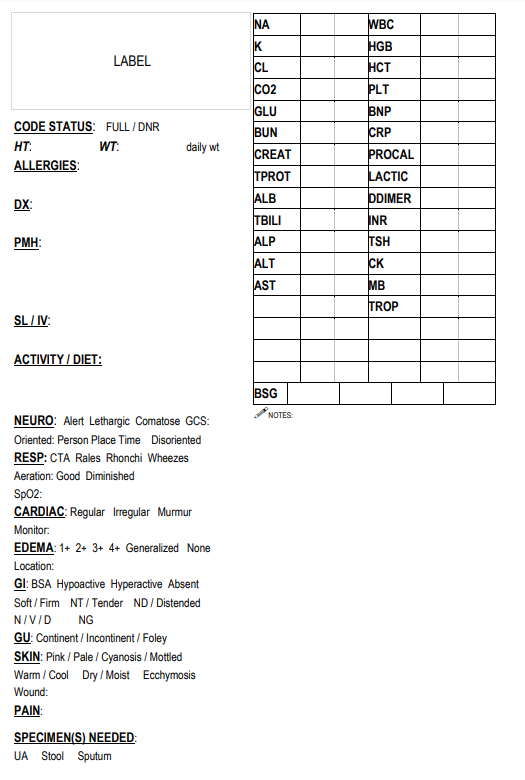 LABEL
CODE STATUS: FULL / DNR
HT: WT: daily wt
ALLERGIES:
DX:
PMH:
SL / IV:
ACTIVITY / DIET:
NA WBC
K HGB
CL HCT
CO2 PLT
GLU BNP
BUN CRP
CREAT PROCAL
TPROT LACTIC
ALB DDIMER
TBILI INR
ALP TSH
ALT CK
AST MB
TROP
BSG
NOTES:
NEURO: Alert Lethargic Comatose GCS:
Oriented: Person Place Time Disoriented
RESP: CTA Rales Rhonchi Wheezes
Aeration: Good Diminished
SpO2:
CARDIAC: Regular Irregular Murmur
Monitor:
EDEMA: 1+ 2+ 3+ 4+ Generalized None
Location:
GI: BSA Hypoactive Hyperactive Absent
Soft / Firm NT / Tender ND / Distended
N / V / D NG
GU: Continent / Incontinent / Foley
SKIN: Pink / Pale / Cyanosis / Mottled
Warm / Cool Dry / Moist Ecchymosis
Wound:
PAIN:
SPECIMEN(S) NEEDED:
UA Stool Sputum